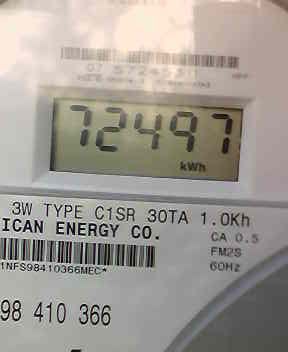 72497
kWh
3W TYPE C1SR 30TA 1.0Kh
ICAN ENERGY CO.
CA 0.5
FM2S
60Hz
1NFS98410366MEC*
98 410 366